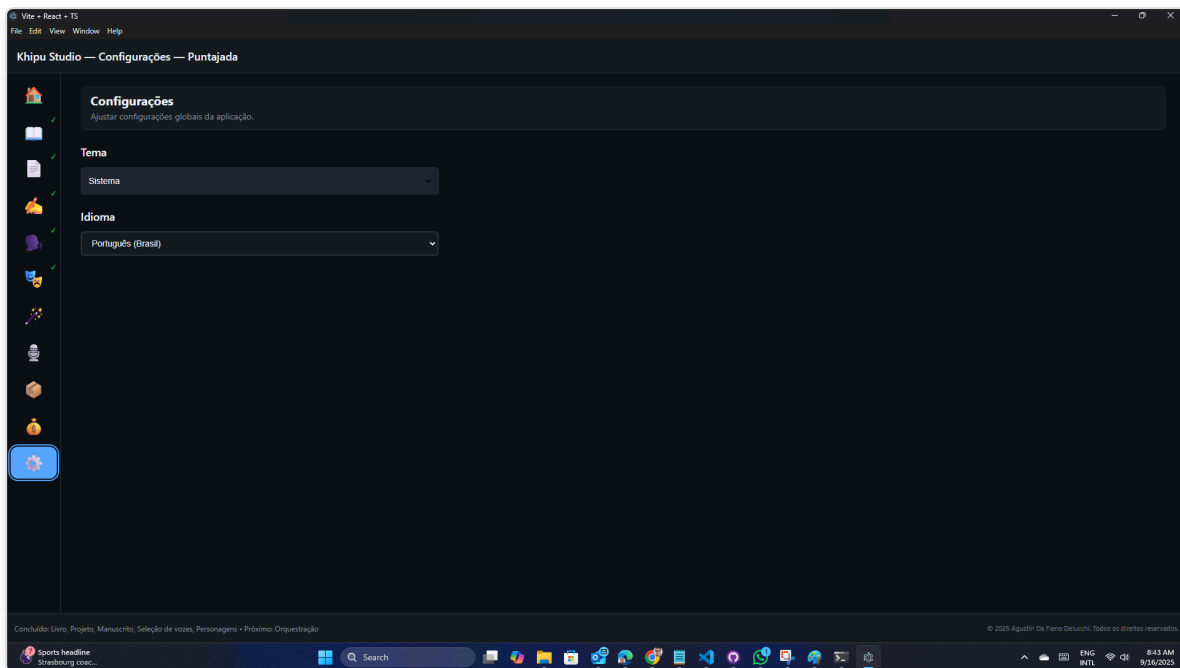 Vite + React + TS
File Edit View Window Help
Khipu Studio — Configurações — Puntajada
Configurações
Ajustar configurações globais da aplicação.
Tema
Sistema
Idioma
Português (Brasil)
Concluído: Livro, Projeto, Manuscrito, Seleção de vozes, Personagens • Próximo: Orquestração
© 2025 Agustín Da Fieno Delucchi. Todos os direitos reservados.
Sports headline
Strasbourg coac...
Search
ENG
INTL
8:43 AM
9/16/2025